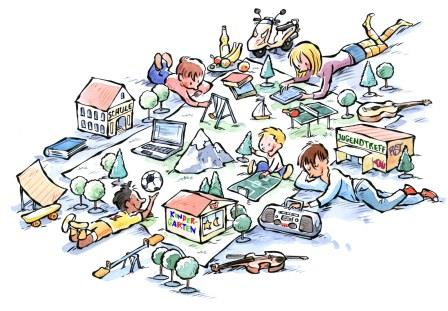 SCHULE
JUGENDTREFF
KINDER-
GARTEN